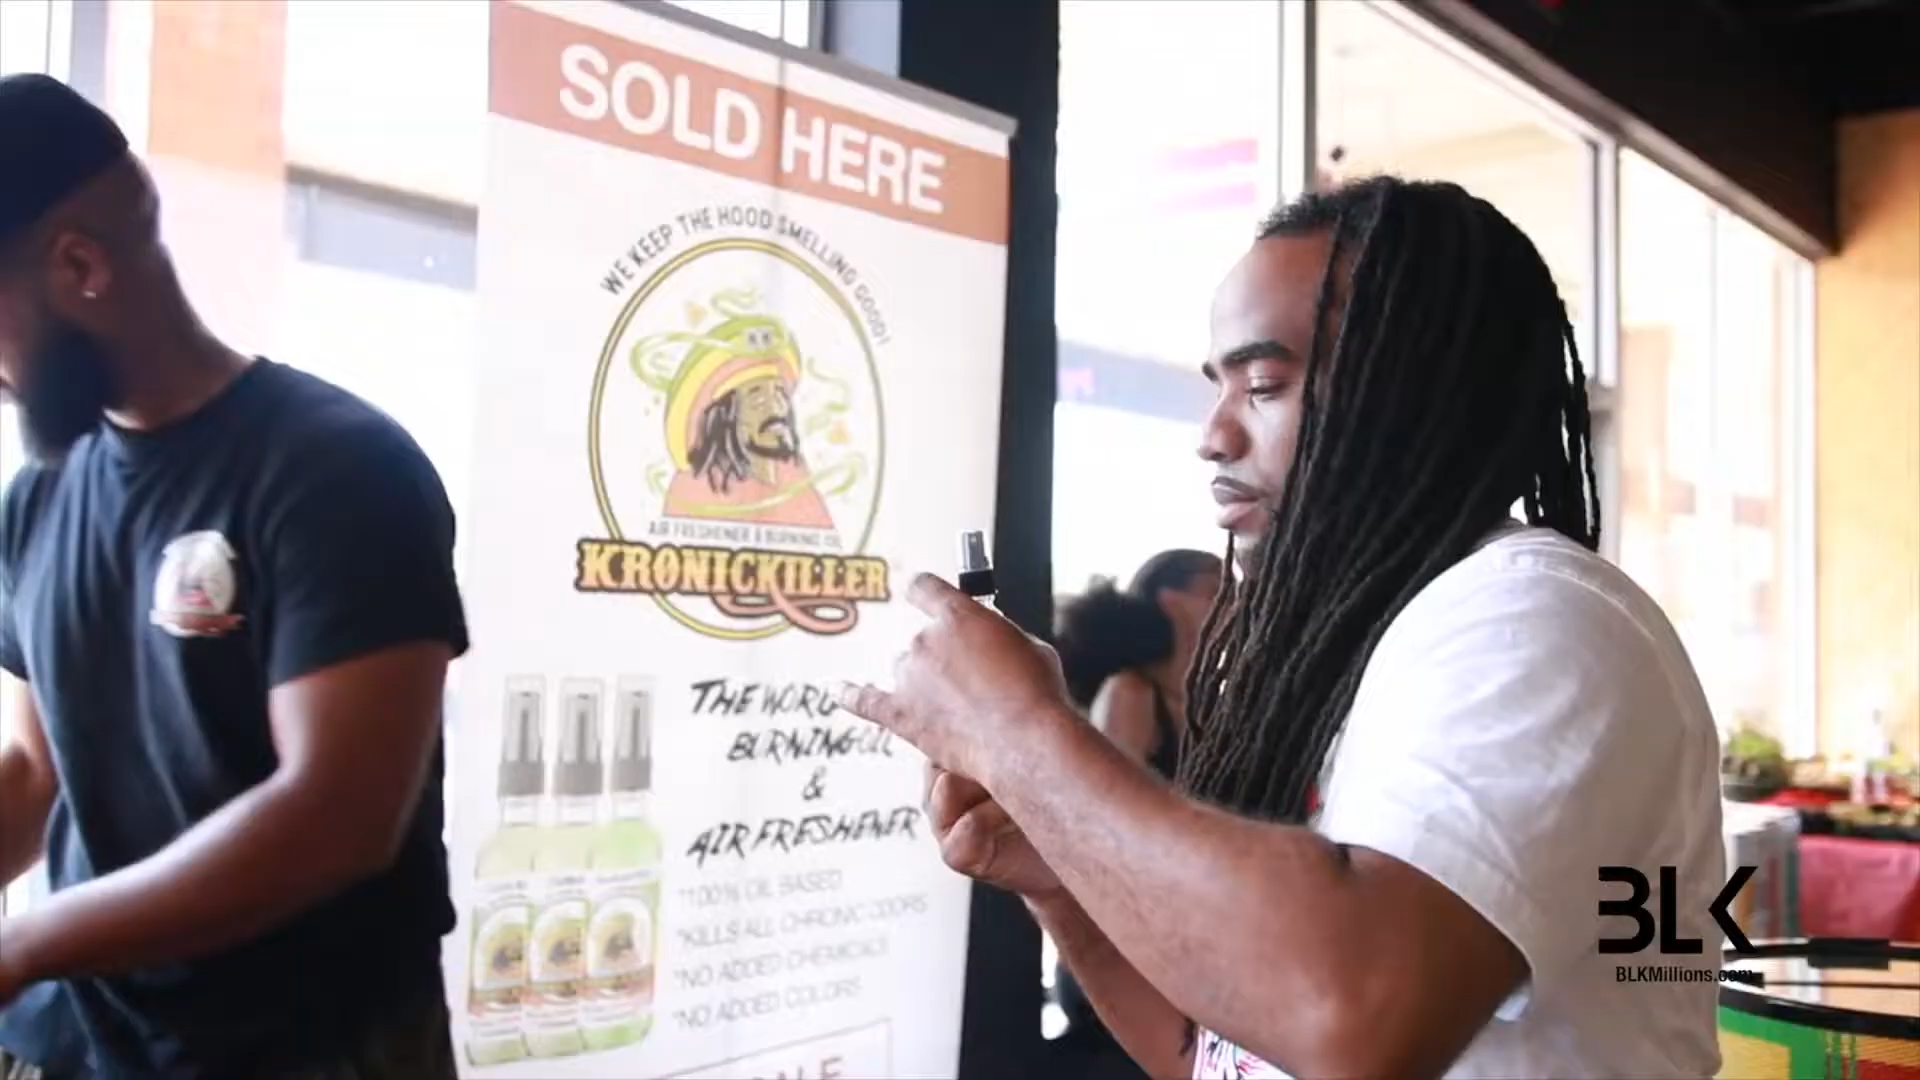 SOLD HERE
WE KEEP THE HOOD SMELLING GOOD!
AIR FRESHENER & BURNING OIL
KRONICKILLER
THE
BURNING OIL
&
AIR FRESHENER
*100% OIL BASED
*KILLS ALL CHRONIC ODORS
*NO ADDED CHEMICALS
*NO ADDED COLORS
BLK
BLKMillions.com